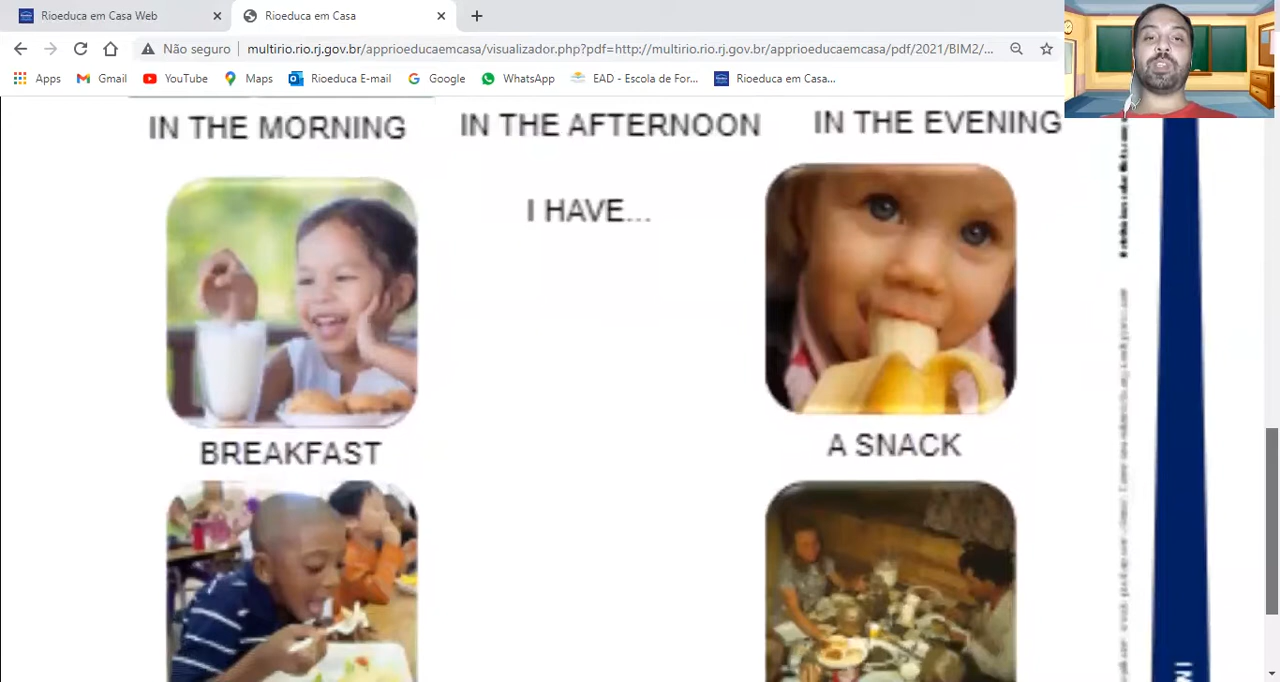 Rioeduca em Casa Web
Rioeduca em Casa
Não seguro
multirio.rio.rj.gov.br/apprioeducaemcasa/visualizador.php?pdf=http://multirio.rio.rj.gov.br/apprioeducaemcasa/pdf/2021/BIM2/...
Apps
Gmail
YouTube
Maps
Rioeduca E-mail
Google
WhatsApp
EAD - Escola de For...
Rioeduca em Casa...
IN THE MORNING
IN THE AFTERNOON
IN THE EVENING
I HAVE...
BREAKFAST
A SNACK